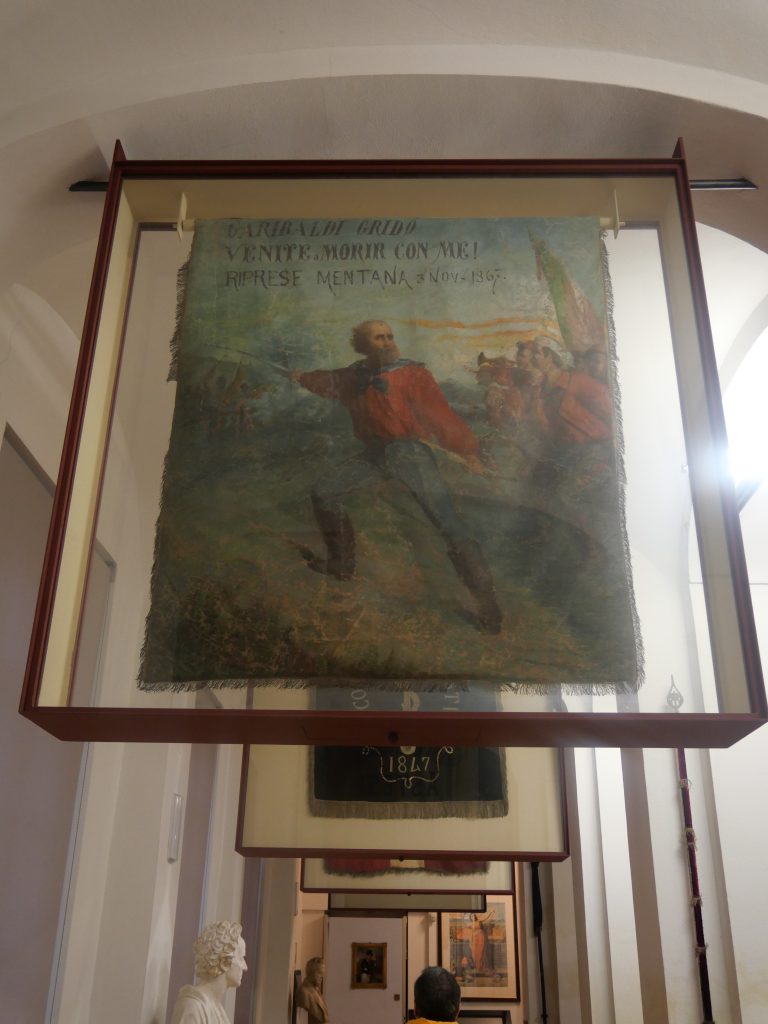 GARIBALDI GRIDÒ
VENITE A MORIR CON ME!
RIPRESE MENTANA 3 NOV. 1867.
1847